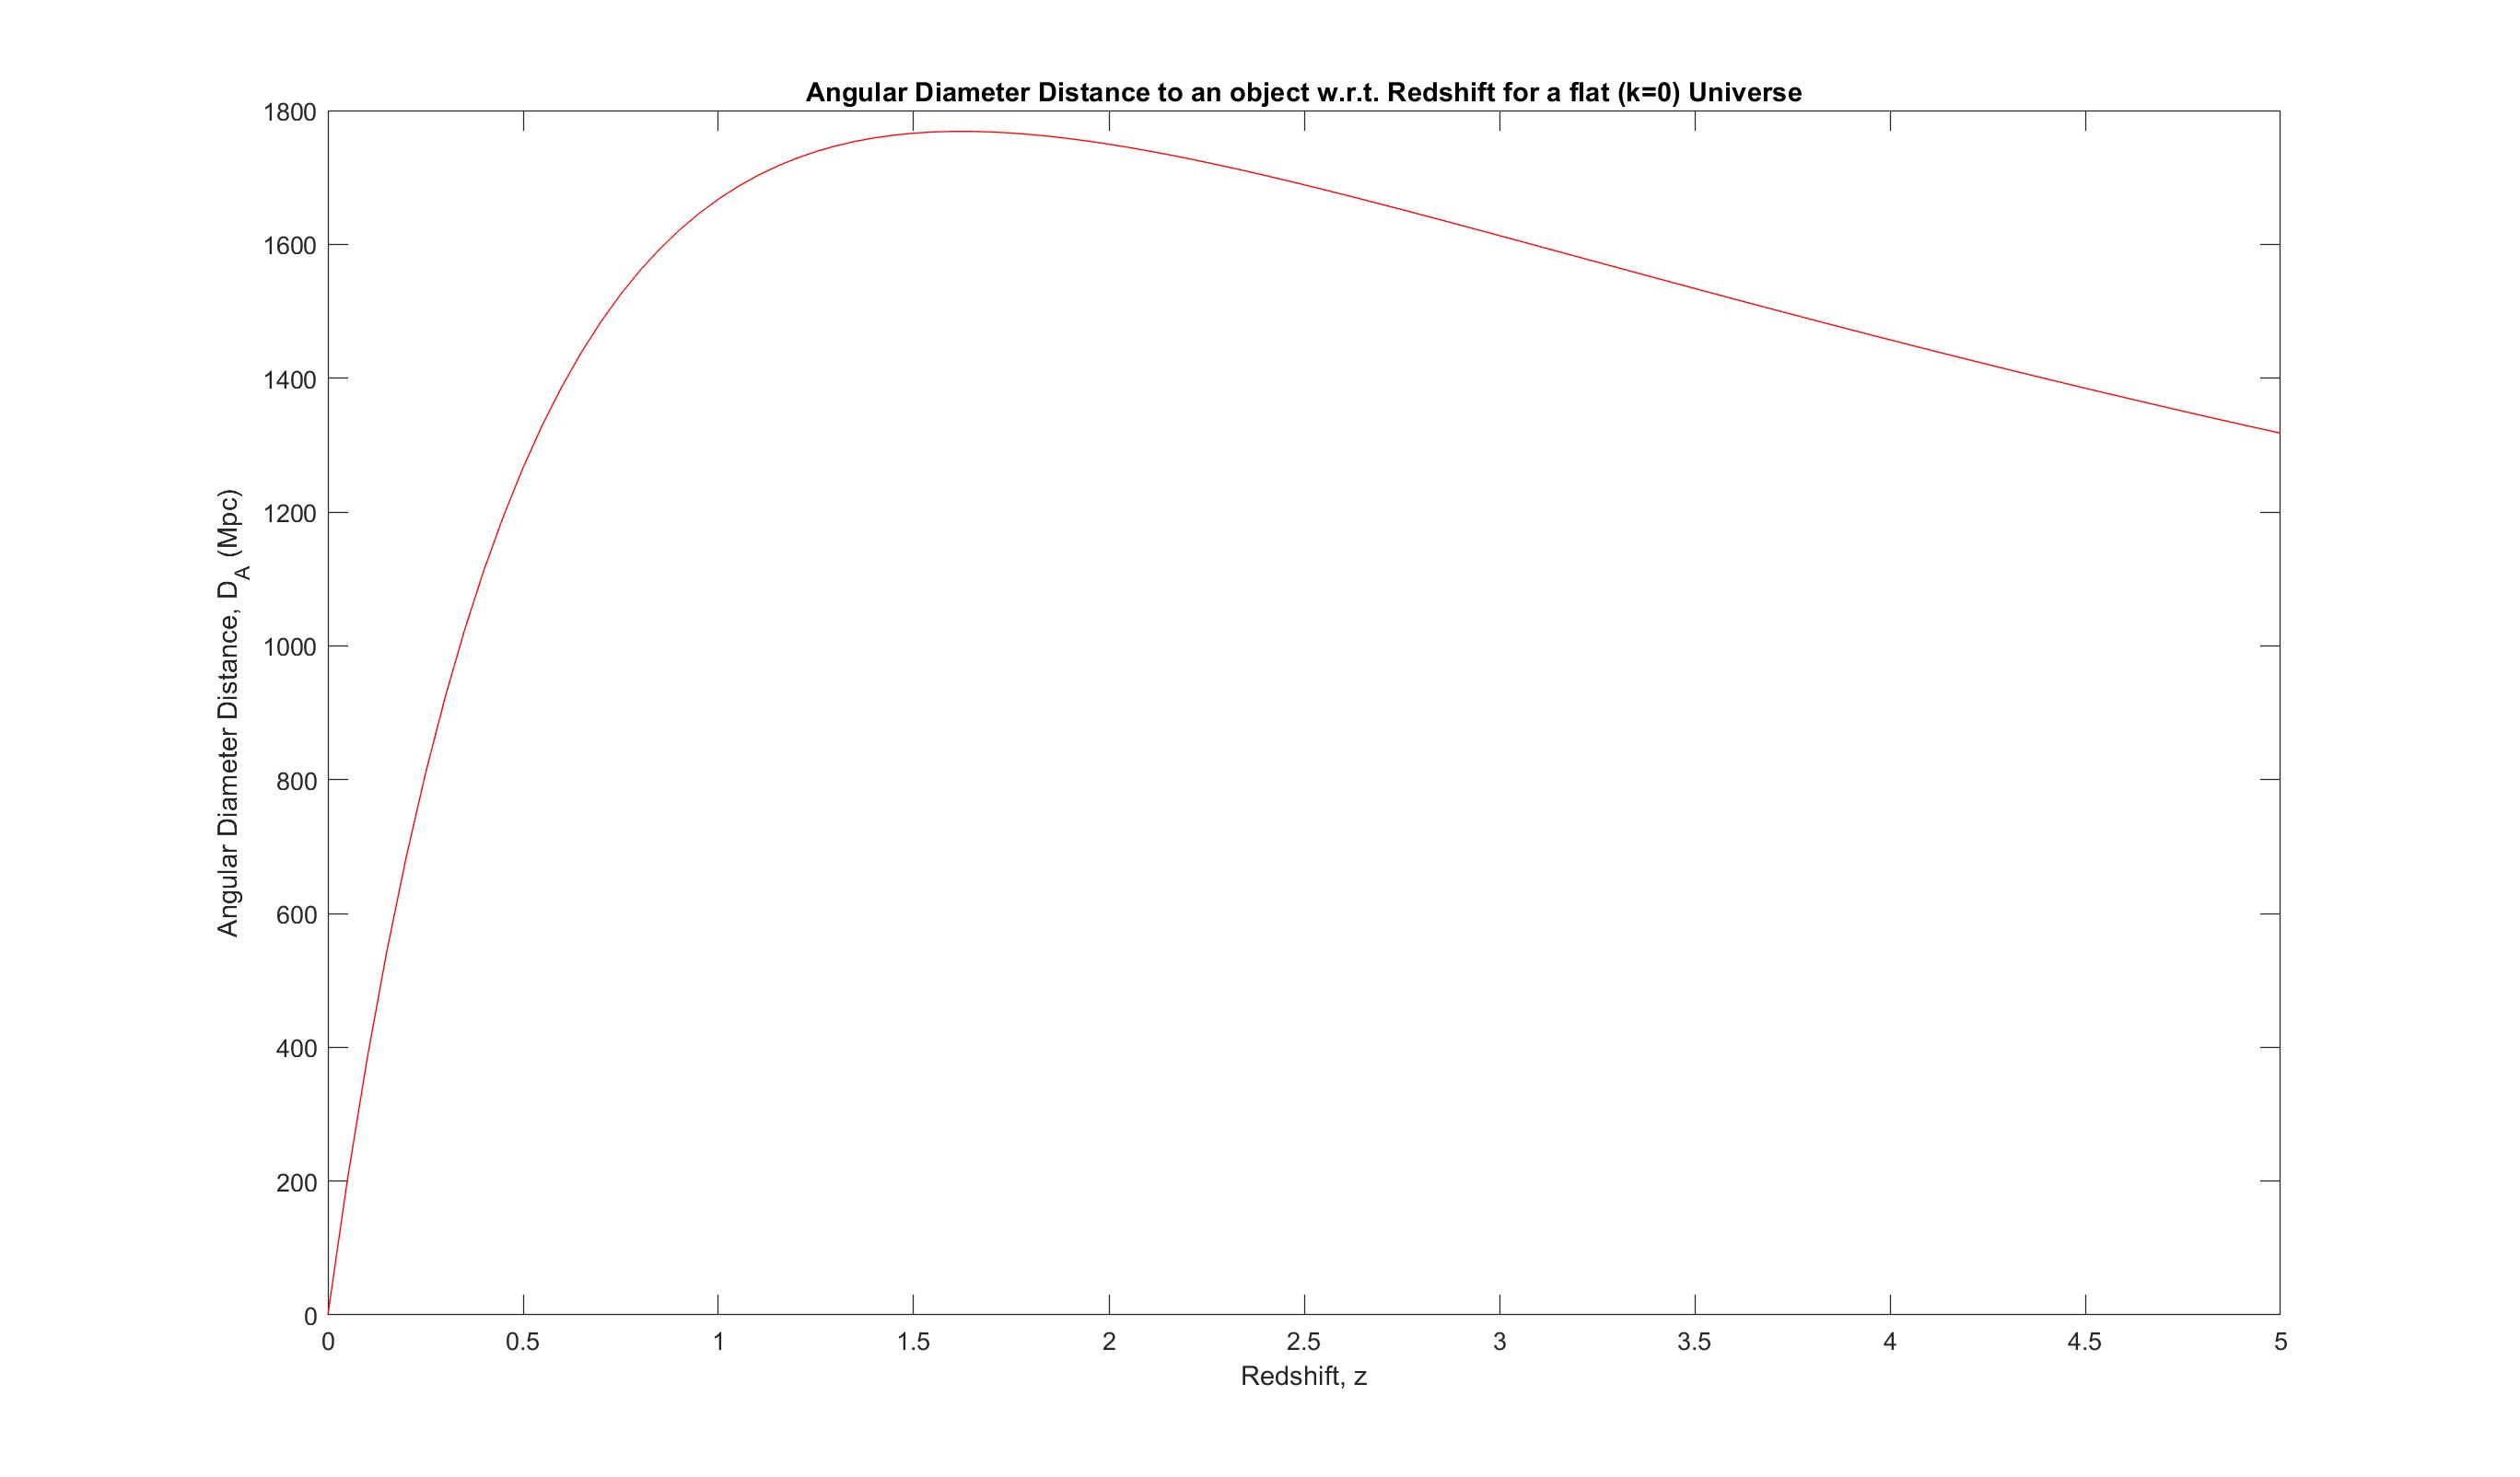 Angular Diameter Distance to an object w.r.t. Redshift for a flat (k=0) Universe
Angular Diameter Distance, D_A (Mpc)
1800
1600
1400
1200
1000
800
600
400
200
0
0 0.5 1 1.5 2 2.5 3 3.5 4 4.5 5
Redshift, z